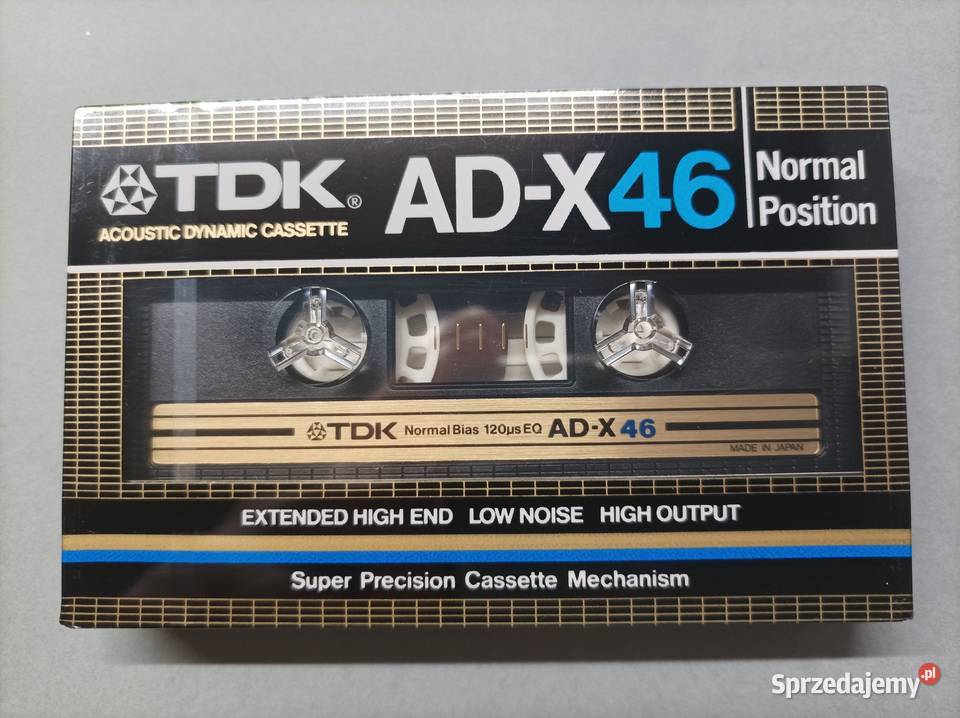 TDK® AD-X46 Normal Position
ACOUSTIC DYNAMIC CASSETTE
TDK Normal Bias 120µs EQ AD-X 46
MADE IN JAPAN
EXTENDED HIGH END LOW NOISE HIGH OUTPUT
Super Precision Cassette Mechanism
Sprzedajemy.pl